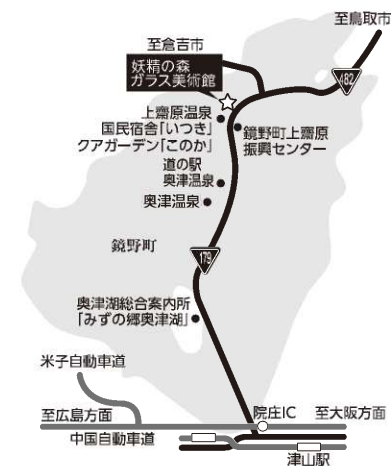 至鳥取市
至倉吉市
妖精の森
ガラス美術館
482
上齋原温泉
国民宿舎「いつき」
クアガーデン「このか」
鏡野町上齋原
振興センター
道の駅
奥津温泉
奥津温泉
鏡野町
179
奥津湖総合案内所
「みずの郷奥津湖」
米子自動車道
至広島方面
院庄IC
至大阪方面
中国自動車道
津山駅